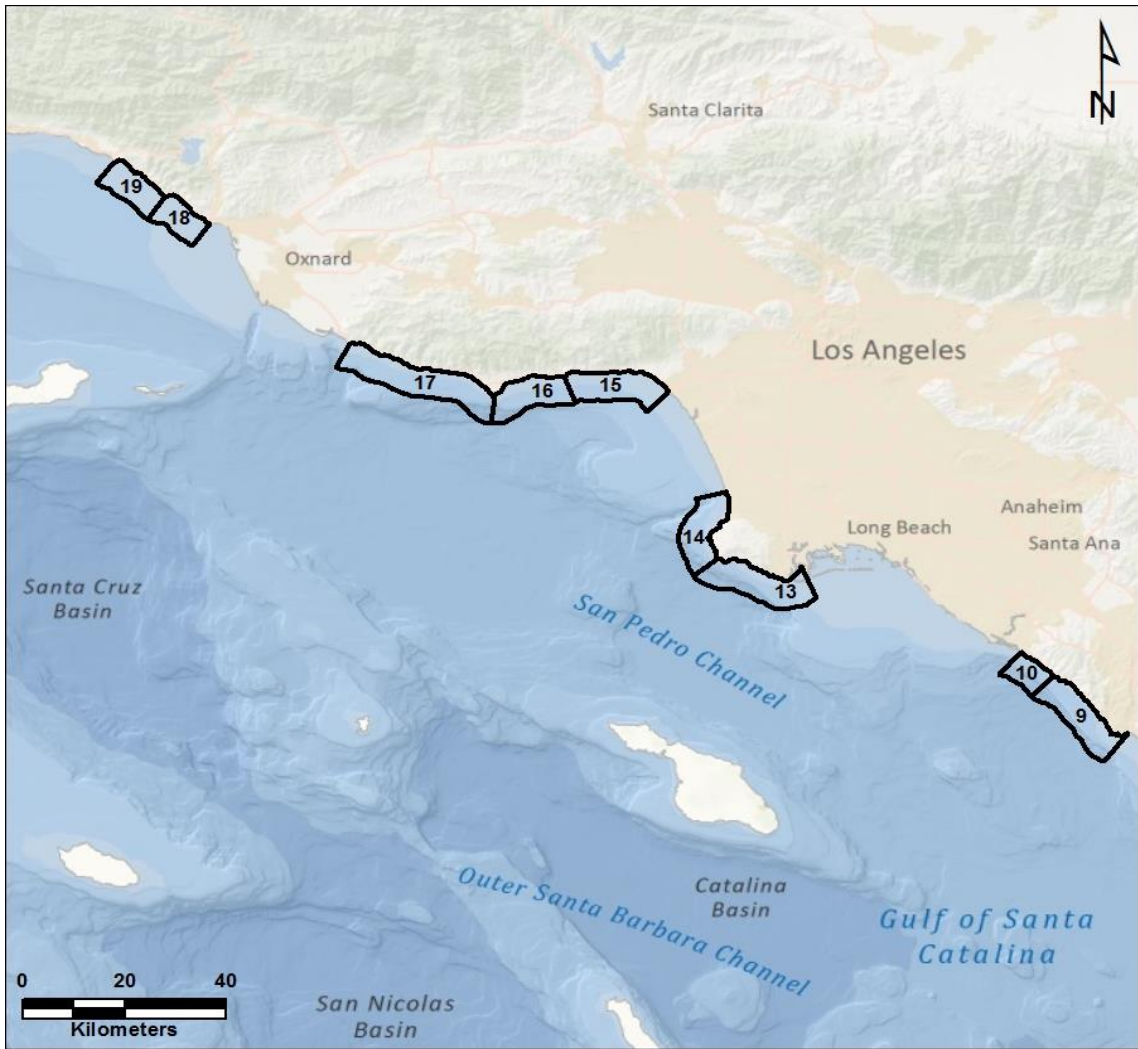 N
Santa Clarita
19
18
Oxnard
Los Angeles
17
16
15
Anaheim
14
Long Beach
Santa Ana
Santa Cruz
Basin
13
San Pedro Channel
10
9
Outer Santa Barbara Channel
Catalina
Basin
Gulf of Santa
Catalina
0 20 40
Kilometers
San Nicolas
Basin